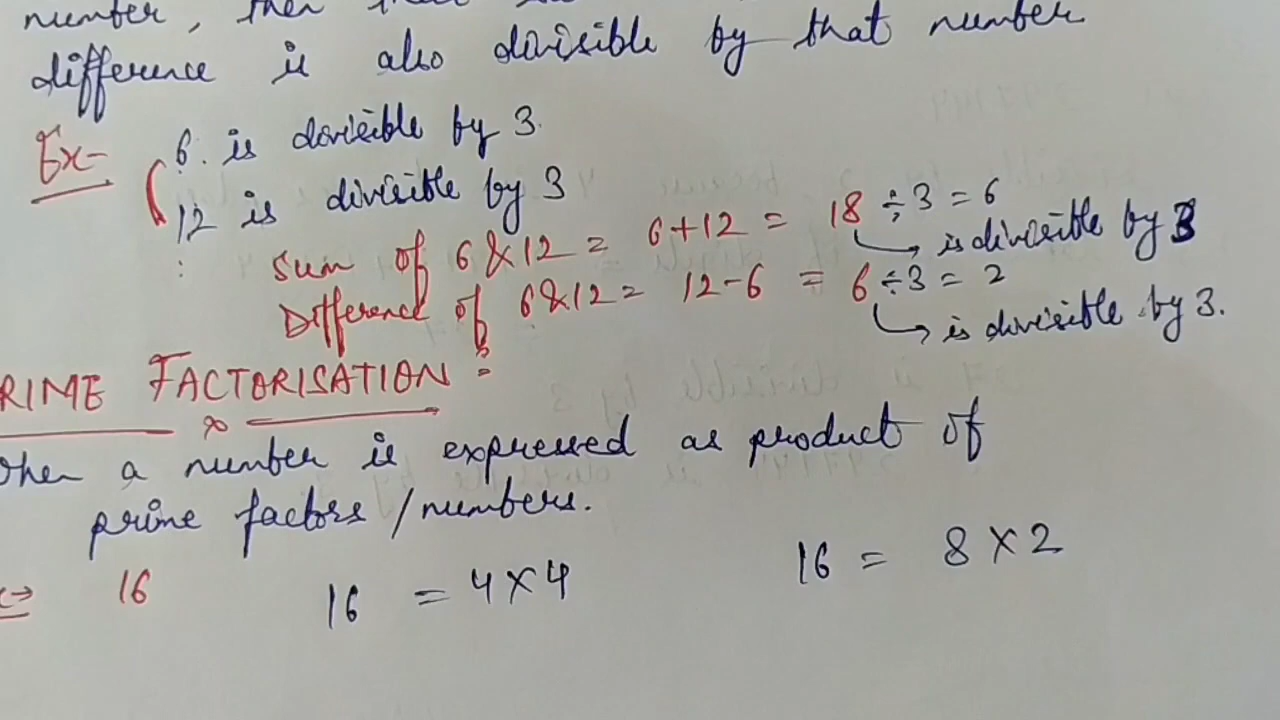 number, then
difference is also divisible by that number
Ex- 6. is divisible by 3.
12 is divisible by 3
Sum of 6 & 12 = 6+12 = 18 ÷ 3 = 6
is divisible by 3
Difference of 6 & 12 = 12-6 = 6 ÷ 3 = 2
is divisible by 3.
RIME FACTORISATION :
when a number is expressed as product of
prime factors / numbers.
16 16 = 4 × 4 16 = 8 × 2